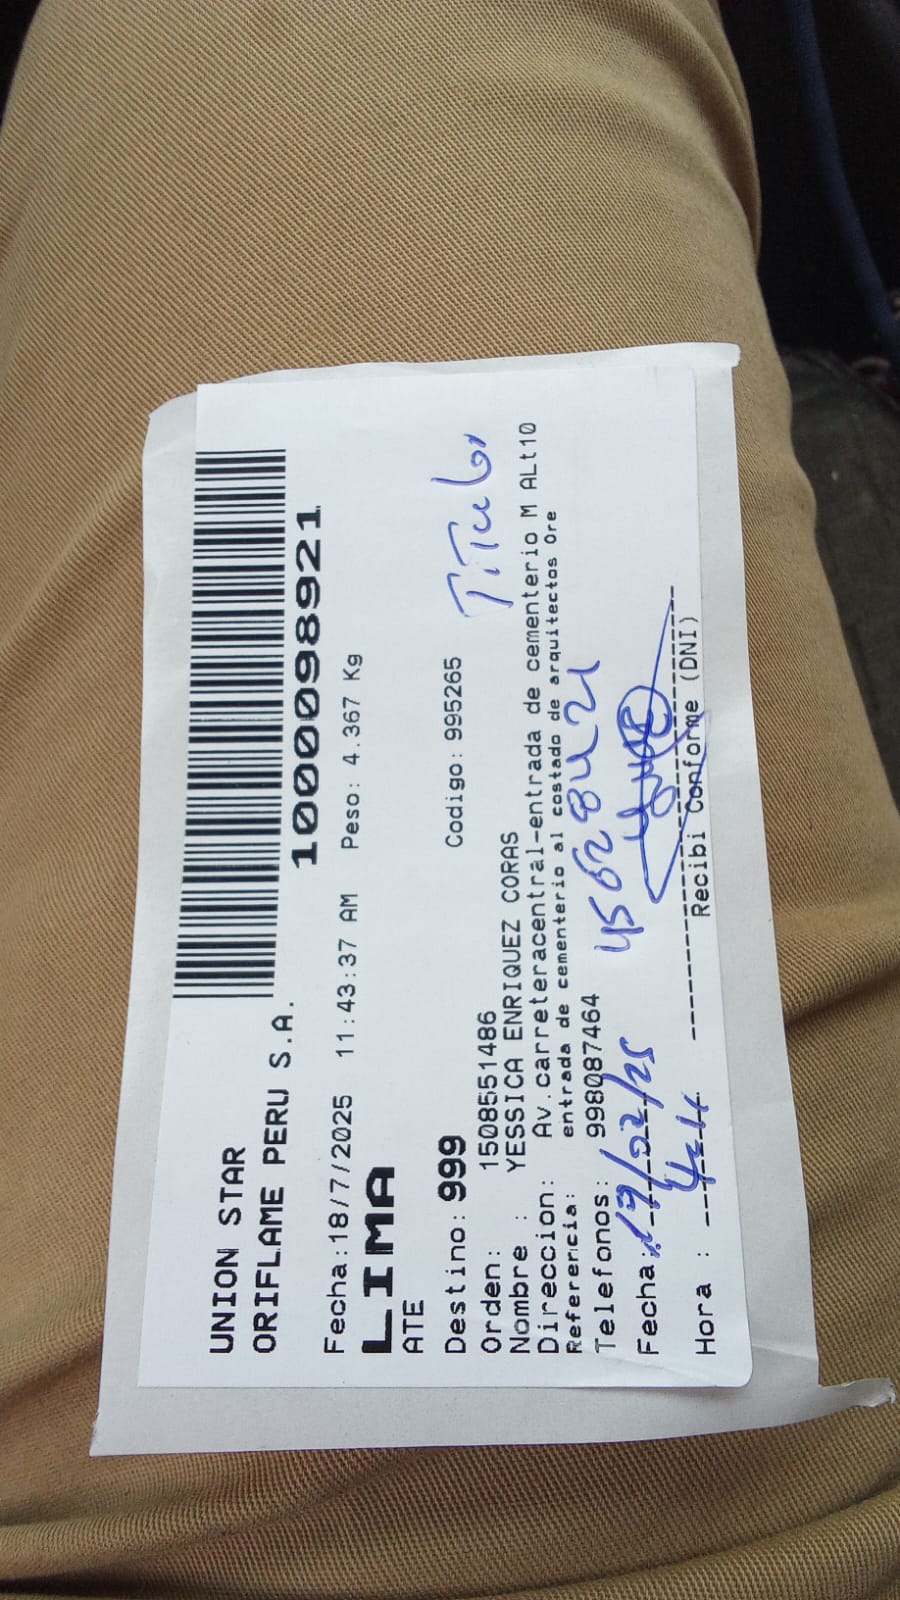 UNION STAR
ORIFLAME PERU S.A.
1000098921
Fecha:18/7/2025 11:43:37 AM Peso: 4.367 Kg
LIMA
ATE
Destino: 999 Codigo: 995265 TiTular
Orden: 1508551486
Nombre : YESSICA ENRIQUEZ CORAS
Direccion: Av.carreteracentral-entrada de cementerio M ALt10
Referencia: entrada de cementerio al costado de arquitectos Ore
Telefonos: 998087464
Fecha:
Hora :
Recibi Conforme (DNI)